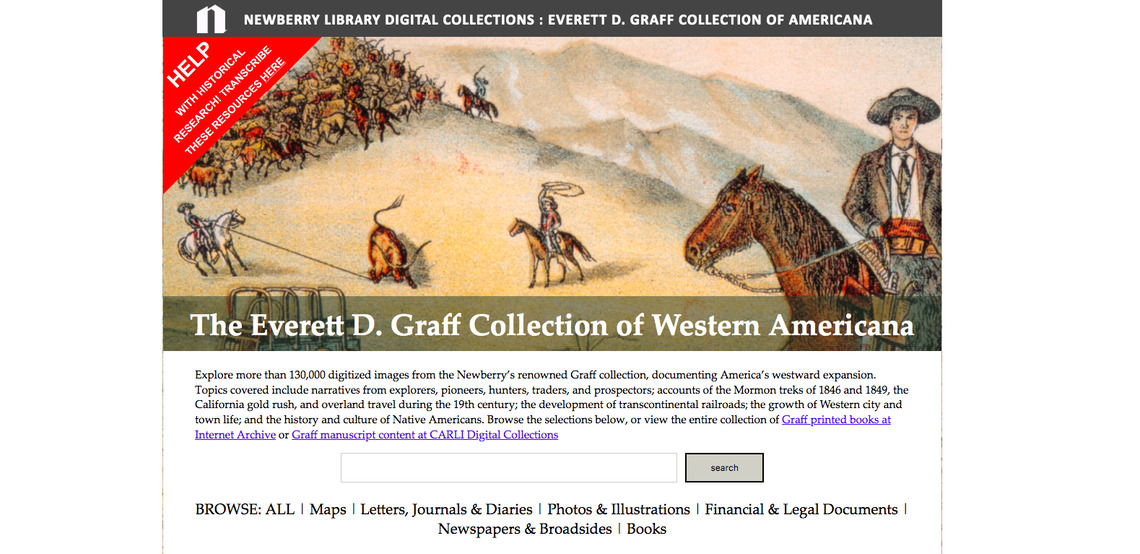 NEWBERRY LIBRARY DIGITAL COLLECTIONS : EVERETT D. GRAFF COLLECTION OF AMERICANA
HELP
WITH HISTORICAL
RESEARCH! TRANSCRIBE
THESE RESOURCES HERE
The Everett D. Graff Collection of Western Americana
Explore more than 130,000 digitized images from the Newberry's renowned Graff collection, documenting America's westward expansion.
Topics covered include narratives from explorers, pioneers, hunters, traders, and prospectors; accounts of the Mormon treks of 1846 and 1849, the
California gold rush, and overland travel during the 19th century; the development of transcontinental railroads; the growth of Western city and
town life; and the history and culture of Native Americans. Browse the selections below, or view the entire collection of Graff printed books at
Internet Archive or Graff manuscript content at CARLI Digital Collections
search
BROWSE: ALL | Maps | Letters, Journals & Diaries | Photos & Illustrations | Financial & Legal Documents |
Newspapers & Broadsides | Books